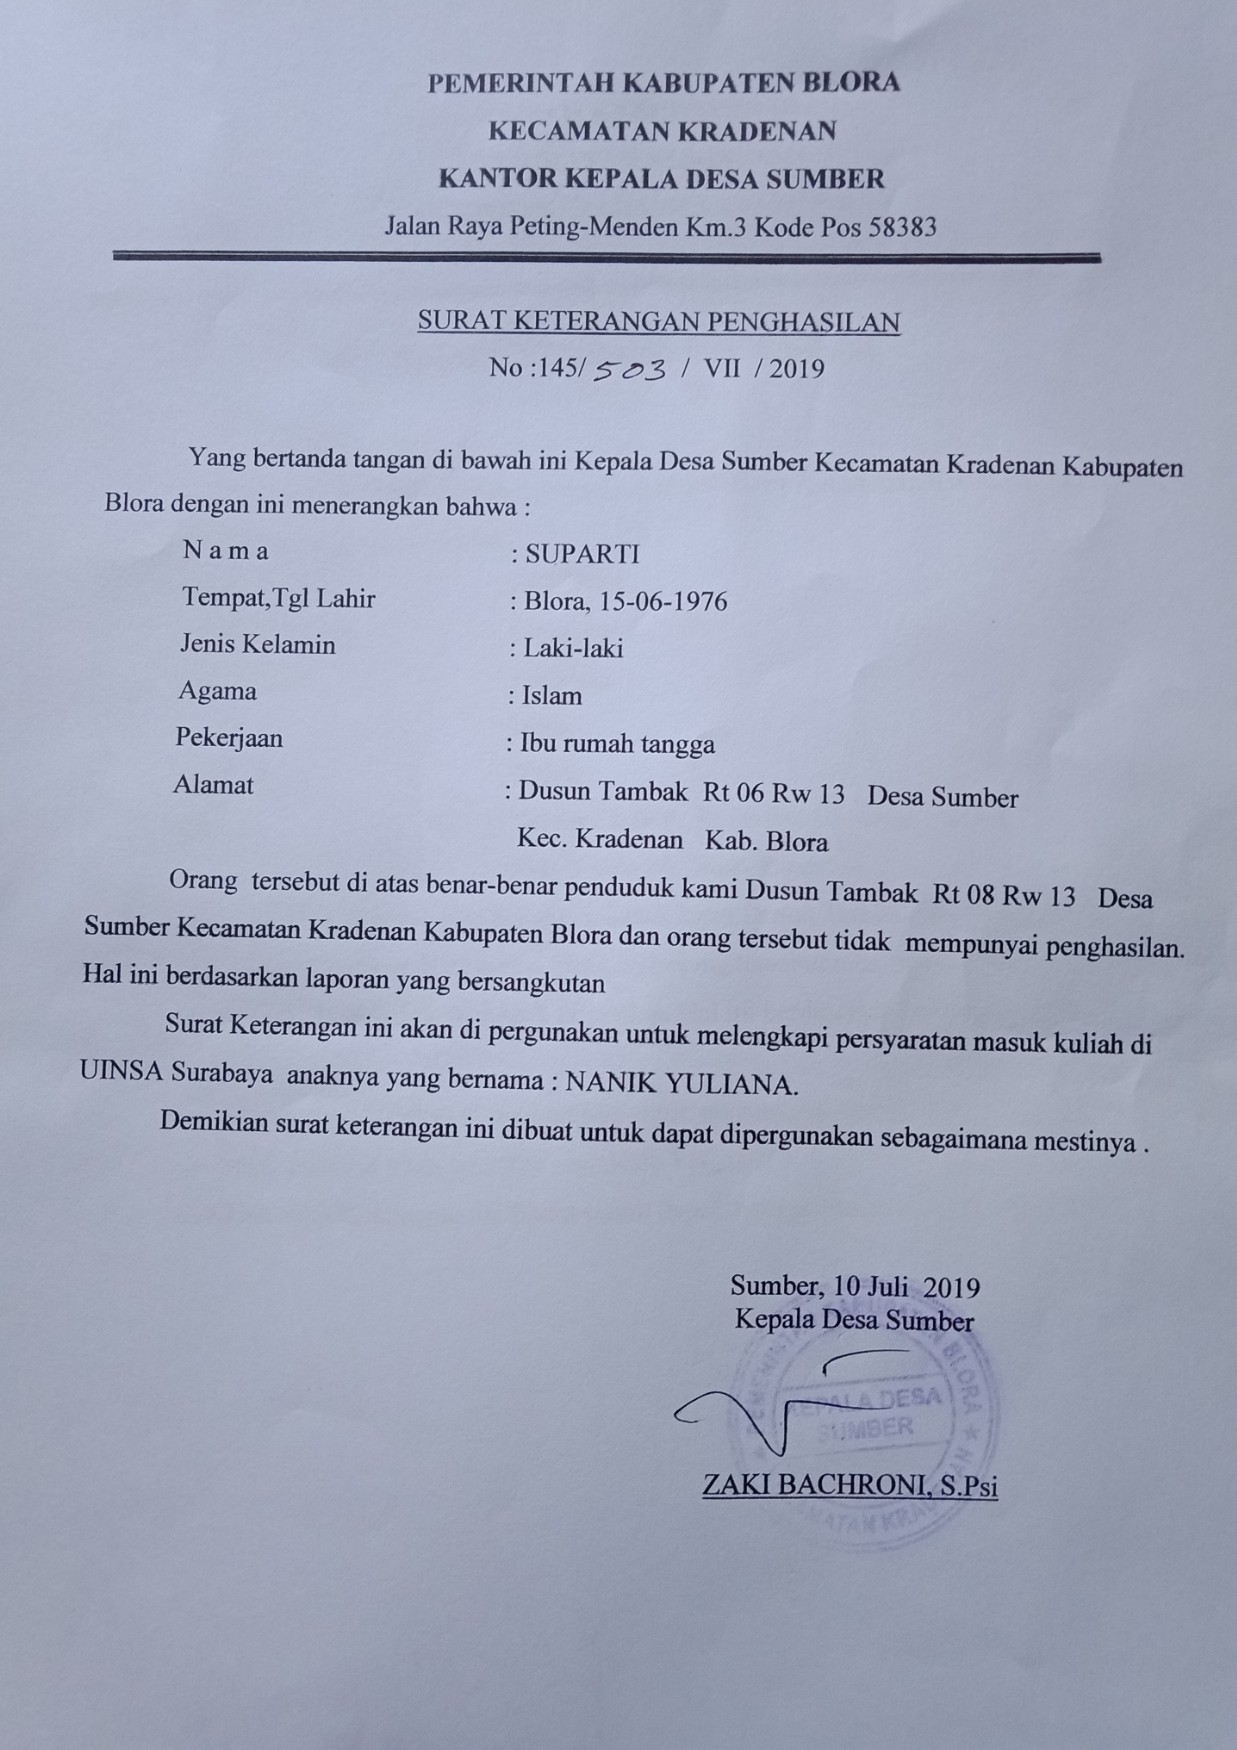 PEMERINTAH KABUPATEN BLORA
KECAMATAN KRADENAN
KANTOR KEPALA DESA SUMBER
Jalan Raya Peting-Menden Km.3 Kode Pos 58383
SURAT KETERANGAN PENGHASILAN
No :145/ 503 / VII / 2019
Yang bertanda tangan di bawah ini Kepala Desa Sumber Kecamatan Kradenan Kabupaten
Blora dengan ini menerangkan bahwa :
N a m a : SUPARTI
Tempat,Tgl Lahir : Blora, 15-06-1976
Jenis Kelamin : Laki-laki
Agama : Islam
Pekerjaan : Ibu rumah tangga
Alamat : Dusun Tambak Rt 06 Rw 13 Desa Sumber
Kec. Kradenan Kab. Blora
Orang tersebut di atas benar-benar penduduk kami Dusun Tambak Rt 08 Rw 13 Desa
Sumber Kecamatan Kradenan Kabupaten Blora dan orang tersebut tidak mempunyai penghasilan.
Hal ini berdasarkan laporan yang bersangkutan
Surat Keterangan ini akan di pergunakan untuk melengkapi persyaratan masuk kuliah di
UINSA Surabaya anaknya yang bernama : NANIK YULIANA.
Demikian surat keterangan ini dibuat untuk dapat dipergunakan sebagaimana mestinya .
Sumber, 10 Juli 2019
Kepala Desa Sumber
BLORA
KEPALA DESA
SUMBER
ZAKI BACHRONI, S.Psi